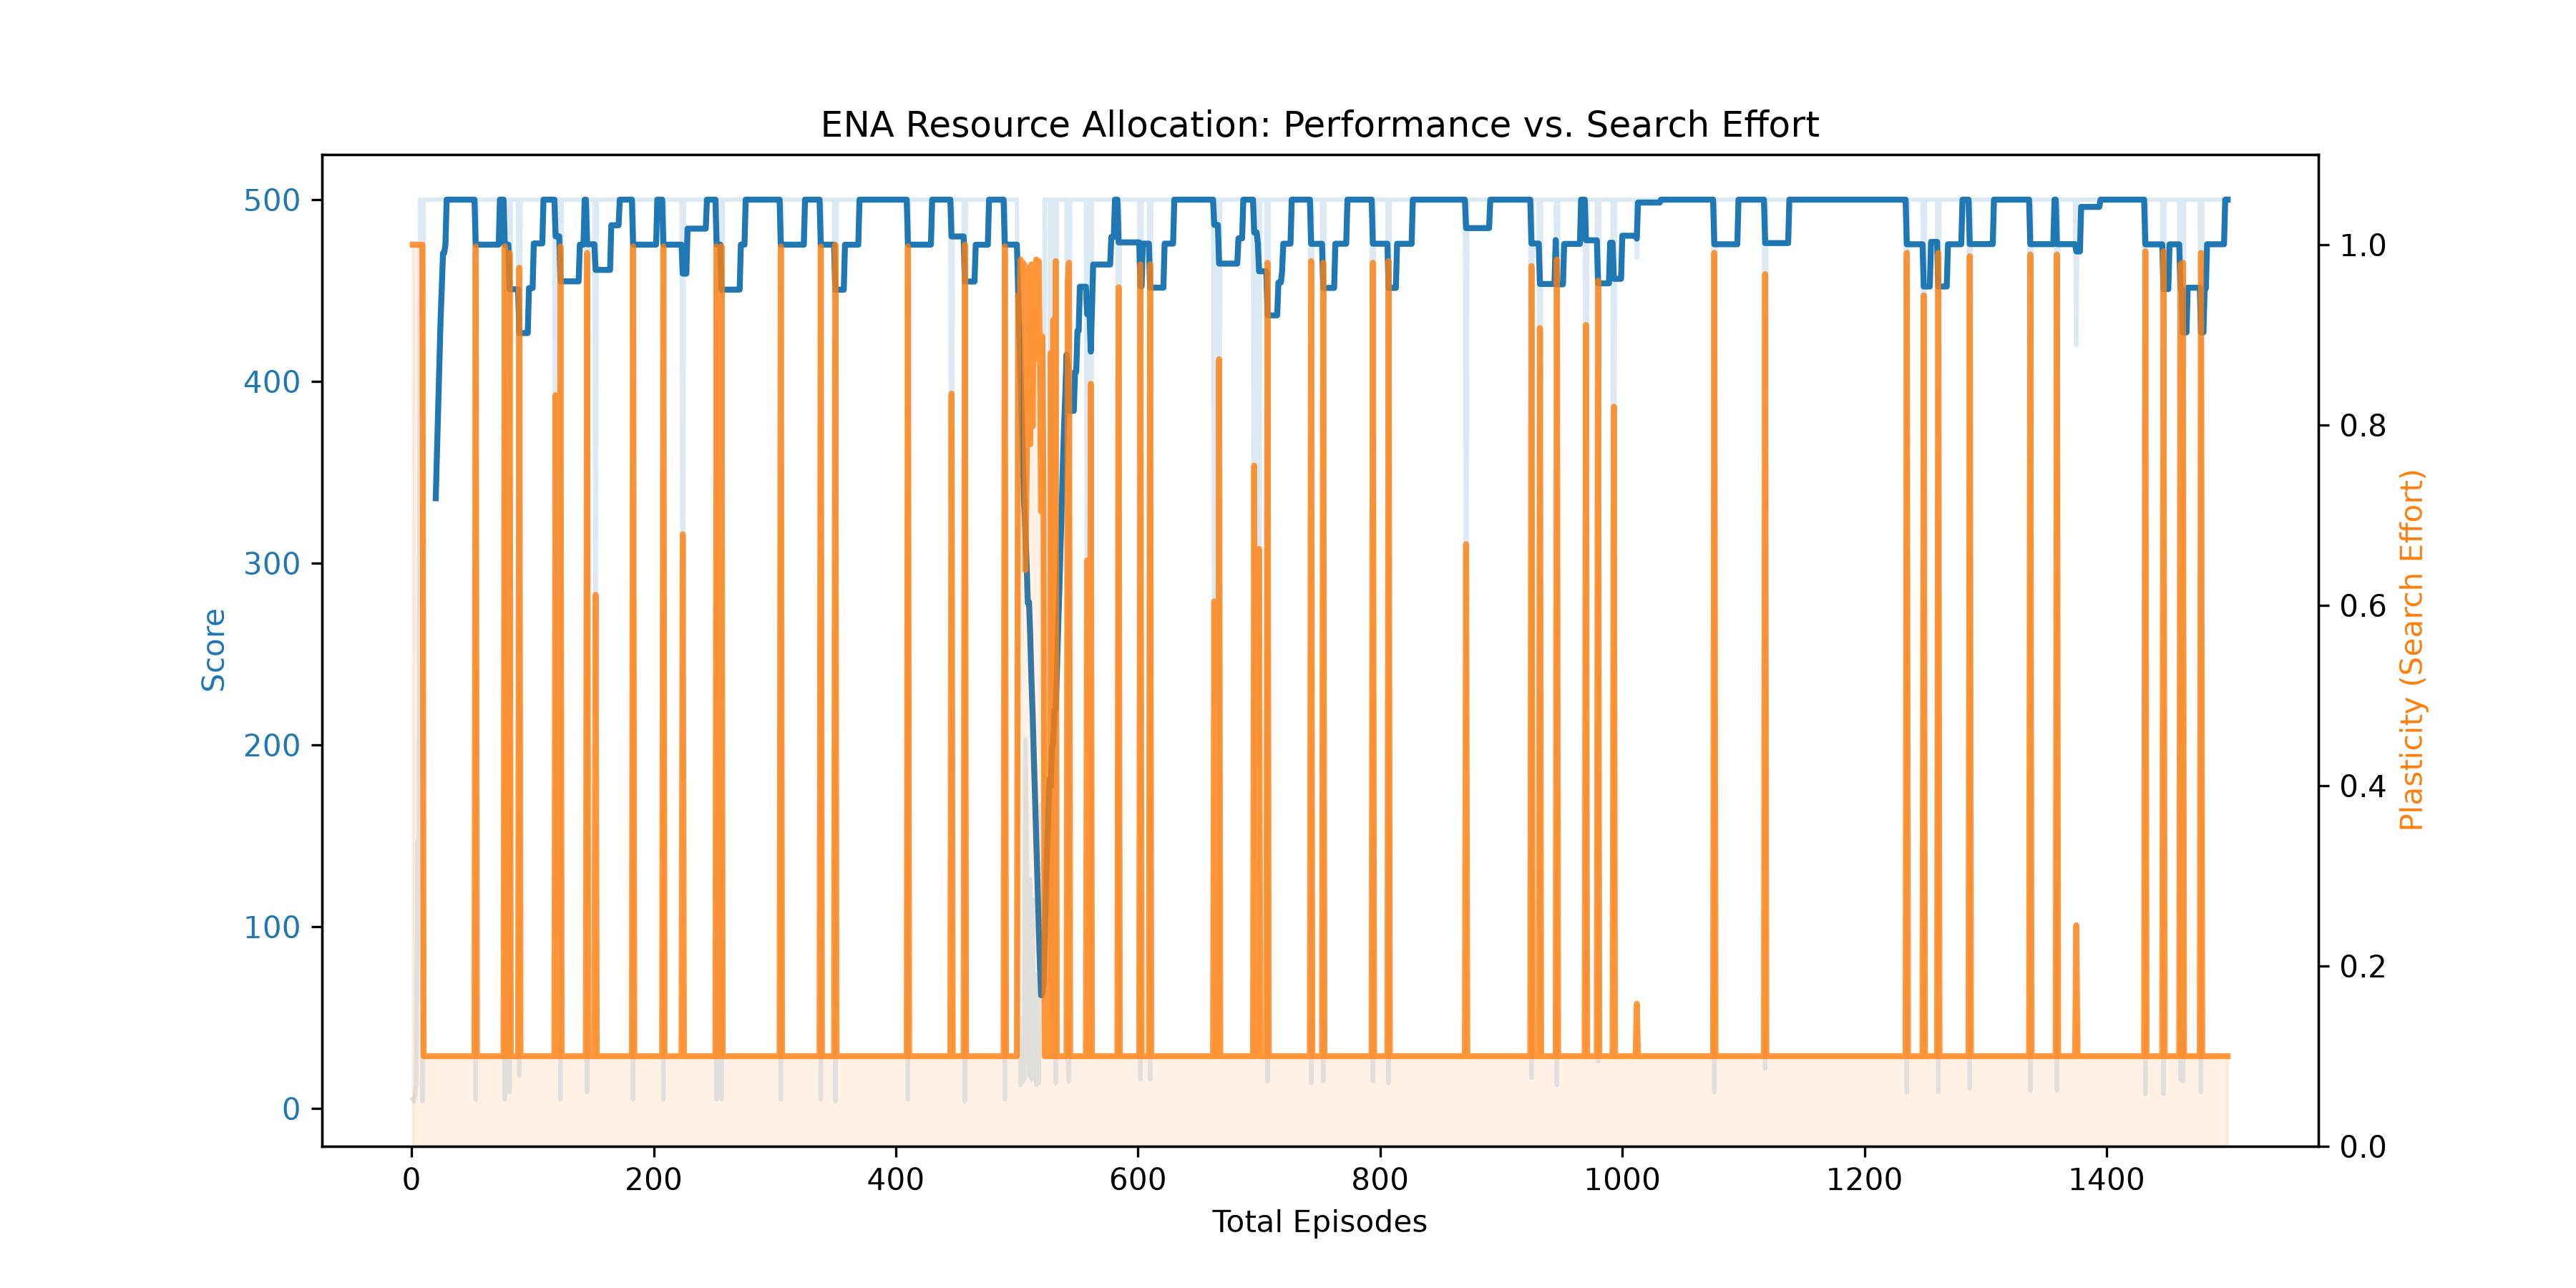 ENA Resource Allocation: Performance vs. Search Effort
500
400
300
200
100
0
Score
1.0
0.8
0.6
0.4
0.2
0.0
Plasticity (Search Effort)
0 200 400 600 800 1000 1200 1400
Total Episodes